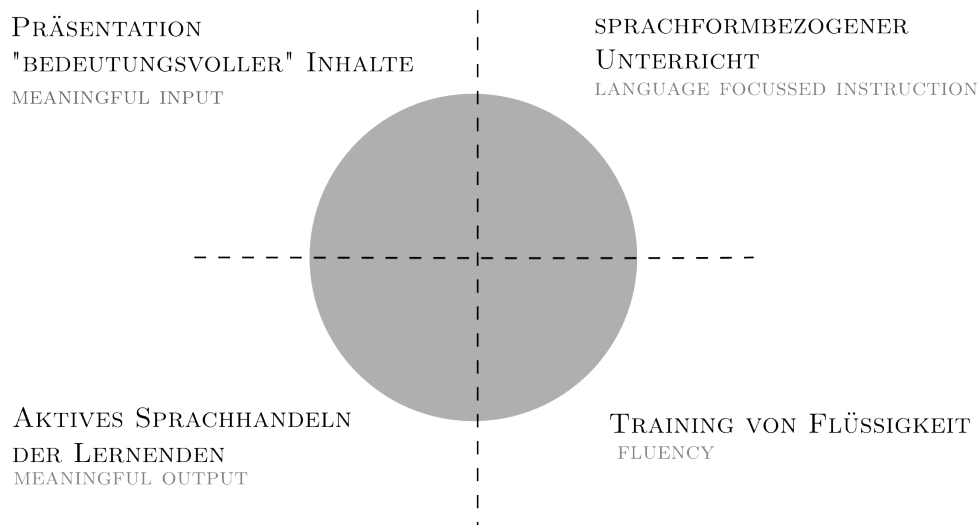 Präsentation
"bedeutungsvoller" Inhalte
meaningful input
sprachformbezogener
Unterricht
language focussed instruction
Aktives Sprachhandeln
der Lernenden
meaningful output
Training von Flüssigkeit
fluency